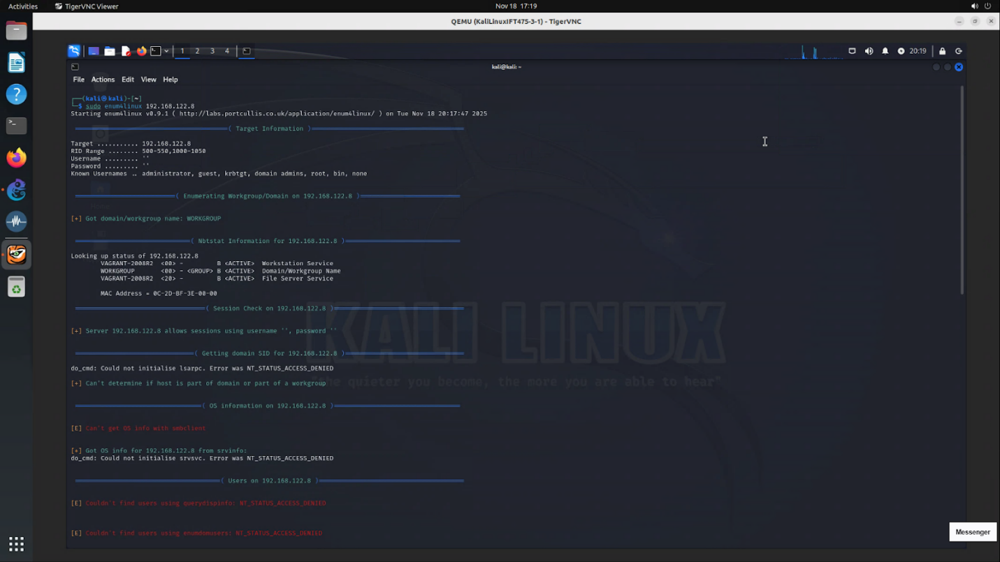 Activities TigerVNC Viewer Nov 18 17:19
QEMU (KaliLinuxIFT475-3-1) - TigerVNC
1 2 3 4 20:19
kali@kali: ~
File Actions Edit View Help
┌──(kali㉿kali)-[~]
└─$ sudo enum4linux 192.168.122.8
Starting enum4linux v0.9.1 ( http://labs.portcullis.co.uk/application/enum4linux/ ) on Tue Nov 18 20:17:47 2025
( Target Information )
Target ........... 192.168.122.8
RID Range ........ 500-550,1000-1050
Username ......... ''
Password ......... ''
Known Usernames .. administrator, guest, krbtgt, domain admins, root, bin, none
( Enumerating Workgroup/Domain on 192.168.122.8 )
[+] Got domain/workgroup name: WORKGROUP
( Nbtstat Information for 192.168.122.8 )
Looking up status of 192.168.122.8
VAGRANT-2008R2 <00> - B <ACTIVE> Workstation Service
WORKGROUP <00> - <GROUP> B <ACTIVE> Domain/Workgroup Name
VAGRANT-2008R2 <20> - B <ACTIVE> File Server Service
MAC Address = 0C-2D-BF-3E-00-00
( Session Check on 192.168.122.8 )
[+] Server 192.168.122.8 allows sessions using username '', password ''
( Getting domain SID for 192.168.122.8 )
do_cmd: Could not initialise lsarpc. Error was NT_STATUS_ACCESS_DENIED
[+] Can't determine if host is part of domain or part of a workgroup
( OS information on 192.168.122.8 )
[E] Can't get OS info with smbclient
[+] Got OS info for 192.168.122.8 from srvinfo:
do_cmd: Could not initialise srvsvc. Error was NT_STATUS_ACCESS_DENIED
( Users on 192.168.122.8 )
[E] Couldn't find users using querydispinfo: NT_STATUS_ACCESS_DENIED
[E] Couldn't find users using enumdomusers: NT_STATUS_ACCESS_DENIED
KALI LINUX
"the quieter you become, the more you are able to hear"
Messenger